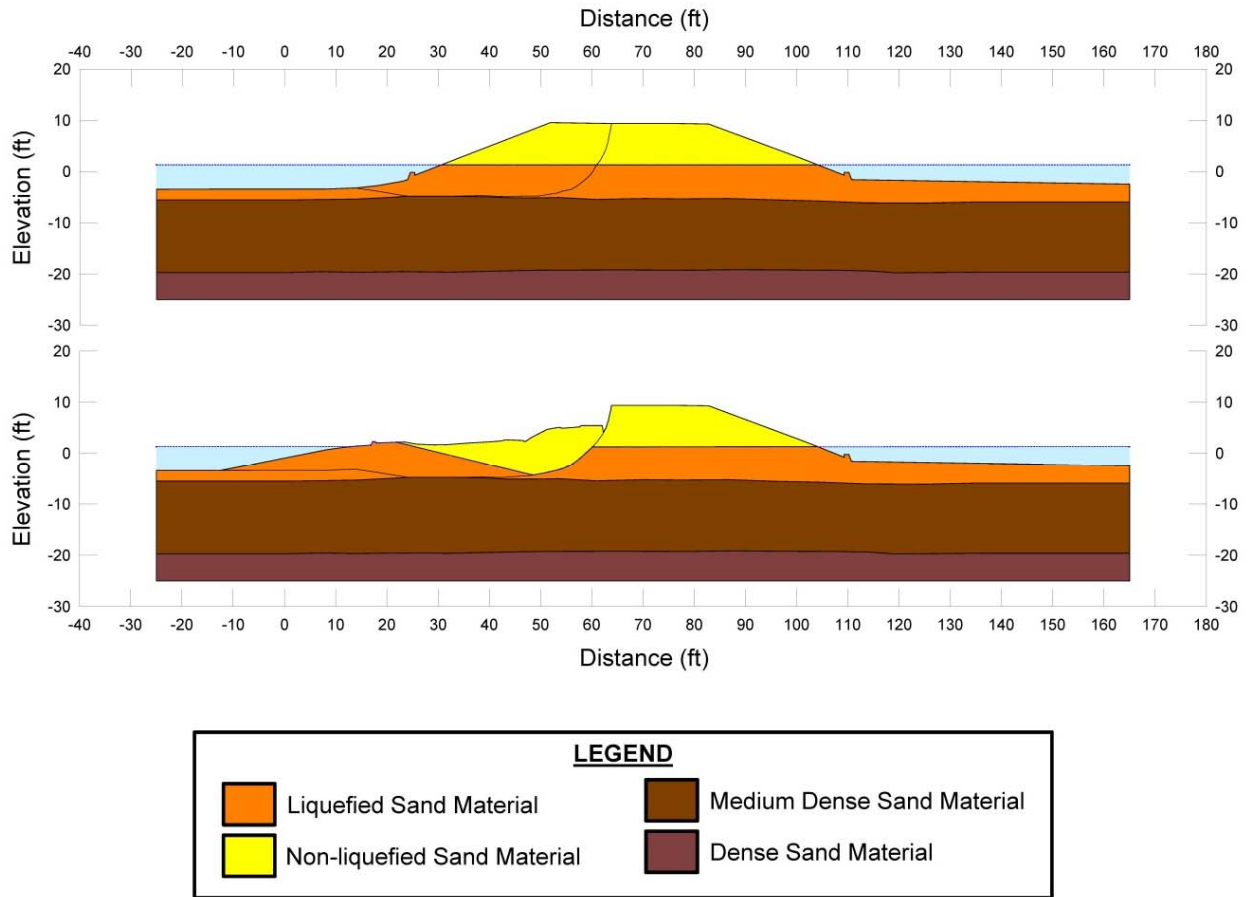 Distance (ft)
-40 -30 -20 -10 0 10 20 30 40 50 60 70 80 90 100 110 120 130 140 150 160 170 180
20 20
10 10
0 0
-10 -10
-20 -20
-30 -30
Elevation (ft)
Elevation (ft)
20 20
10 10
0 0
-10 -10
-20 -20
-30 -30
Elevation (ft)
Elevation (ft)
-40 -30 -20 -10 0 10 20 30 40 50 60 70 80 90 100 110 120 130 140 150 160 170 180
Distance (ft)
LEGEND
Liquefied Sand Material
Medium Dense Sand Material
Non-liquefied Sand Material
Dense Sand Material